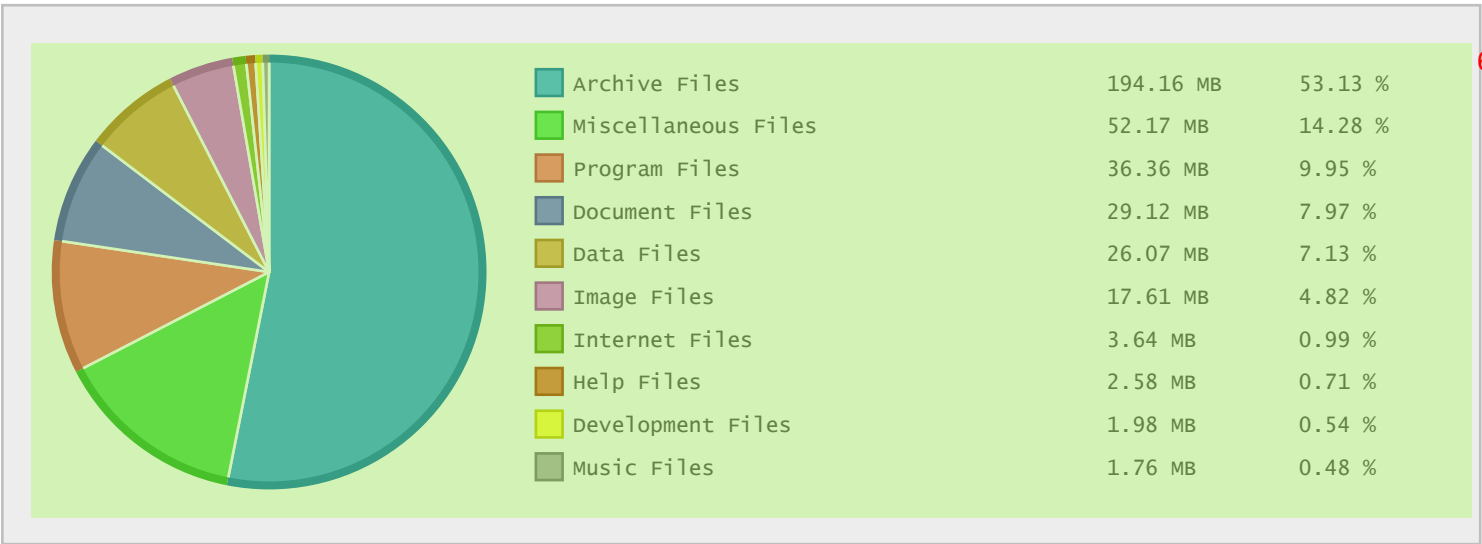 Archive Files 194.16 MB 53.13 %
Miscellaneous Files 52.17 MB 14.28 %
Program Files 36.36 MB 9.95 %
Document Files 29.12 MB 7.97 %
Data Files 26.07 MB 7.13 %
Image Files 17.61 MB 4.82 %
Internet Files 3.64 MB 0.99 %
Help Files 2.58 MB 0.71 %
Development Files 1.98 MB 0.54 %
Music Files 1.76 MB 0.48 %